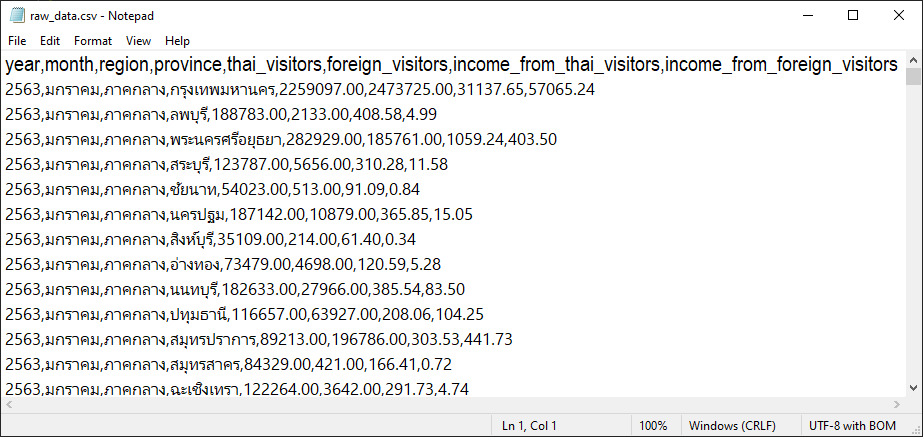 raw_data.csv - Notepad
File Edit Format View Help
year,month,region,province,thai_visitors,foreign_visitors,income_from_thai_visitors,income_from_foreign_visitors
2563,มกราคม,ภาคกลาง,กรุงเทพมหานคร,2259097.00,2473725.00,31137.65,57065.24
2563,มกราคม,ภาคกลาง,ลพบุรี,188783.00,2133.00,408.58,4.99
2563,มกราคม,ภาคกลาง,พระนครศรีอยุธยา,282929.00,185761.00,1059.24,403.50
2563,มกราคม,ภาคกลาง,สระบุรี,123787.00,5656.00,310.28,11.58
2563,มกราคม,ภาคกลาง,ชัยนาท,54023.00,513.00,91.09,0.84
2563,มกราคม,ภาคกลาง,นครปฐม,187142.00,10879.00,365.85,15.05
2563,มกราคม,ภาคกลาง,สิงห์บุรี,35109.00,214.00,61.40,0.34
2563,มกราคม,ภาคกลาง,อ่างทอง,73479.00,4698.00,120.59,5.28
2563,มกราคม,ภาคกลาง,นนทบุรี,182633.00,27966.00,385.54,83.50
2563,มกราคม,ภาคกลาง,ปทุมธานี,116657.00,63927.00,208.06,104.25
2563,มกราคม,ภาคกลาง,สมุทรปราการ,89213.00,196786.00,303.53,441.73
2563,มกราคม,ภาคกลาง,สมุทรสาคร,84329.00,421.00,166.41,0.72
2563,มกราคม,ภาคกลาง,ฉะเชิงเทรา,122264.00,3642.00,291.73,4.74
Ln 1, Col 1 100% Windows (CRLF) UTF-8 with BOM